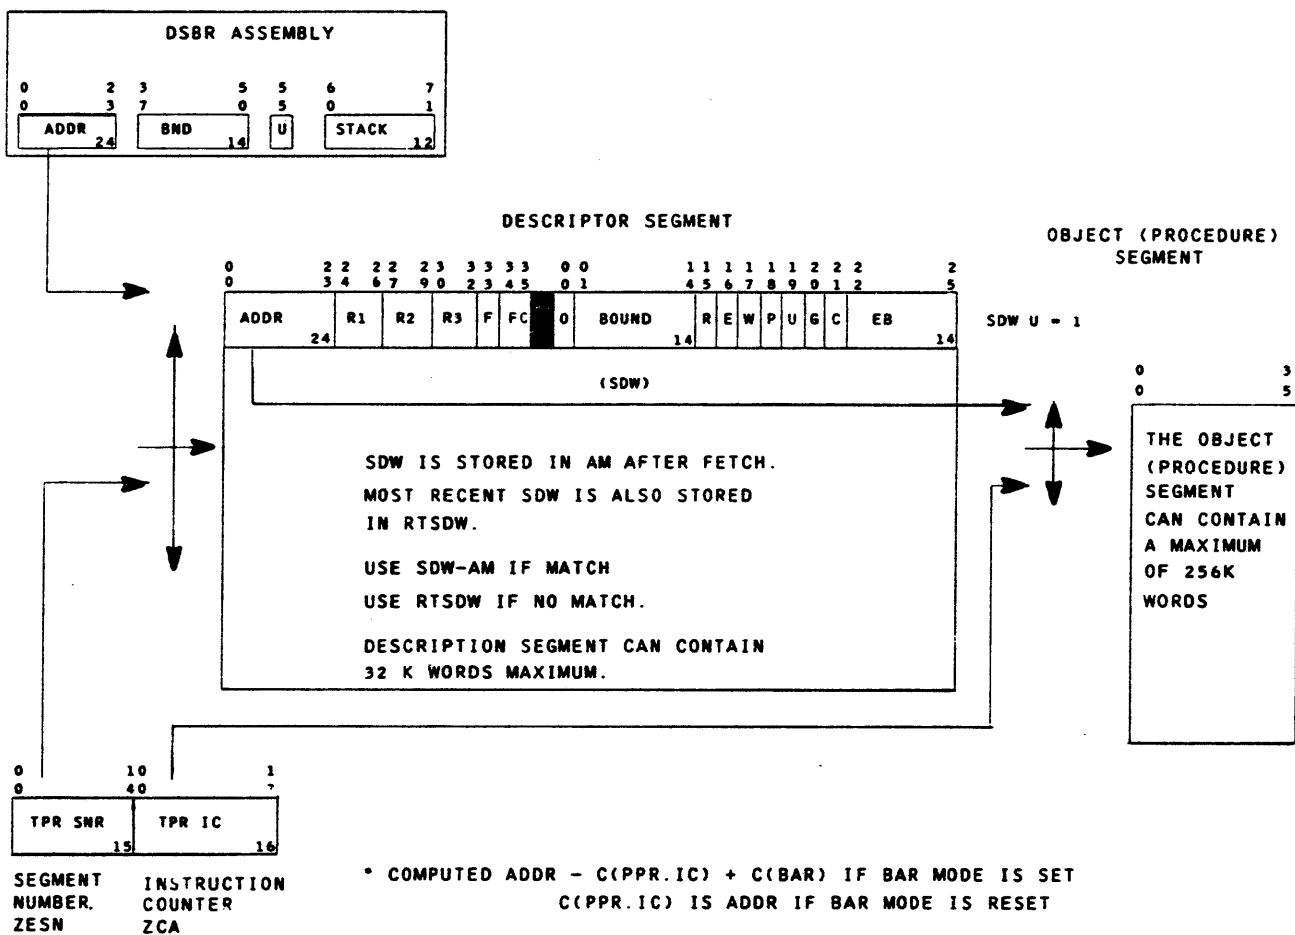 DSBR ASSEMBLY
0 2 3 5 5 6 7
0 3 7 0 5 0 1
ADDR 24 BND 14 U STACK 12
DESCRIPTOR SEGMENT
OBJECT (PROCEDURE)
SEGMENT
0 2 2 2 2 2 3 3 3 3 3 0 0 1 1 1 1 1 1 2 2 2 2
0 3 4 6 7 9 0 2 3 4 5 0 1 4 5 6 7 8 9 0 1 2 5
ADDR 24 R1 R2 R3 F FC 0 BOUND 14 R E W P U G C EB 14
SDW U - 1
(SDW)
0 3
0 5
SDW IS STORED IN AM AFTER FETCH.
MOST RECENT SDW IS ALSO STORED
IN RTSDW.
USE SDW-AM IF MATCH
USE RTSDW IF NO MATCH.
DESCRIPTION SEGMENT CAN CONTAIN
32 K WORDS MAXIMUM.
THE OBJECT
(PROCEDURE)
SEGMENT
CAN CONTAIN
A MAXIMUM
OF 256K
WORDS
0 10 1
0 40
TPR SNR 15 TPR IC 16
SEGMENT
NUMBER.
ZESN
INSTRUCTION
COUNTER
ZCA
* COMPUTED ADDR - C(PPR.IC) + C(BAR) IF BAR MODE IS SET
C(PPR.IC) IS ADDR IF BAR MODE IS RESET